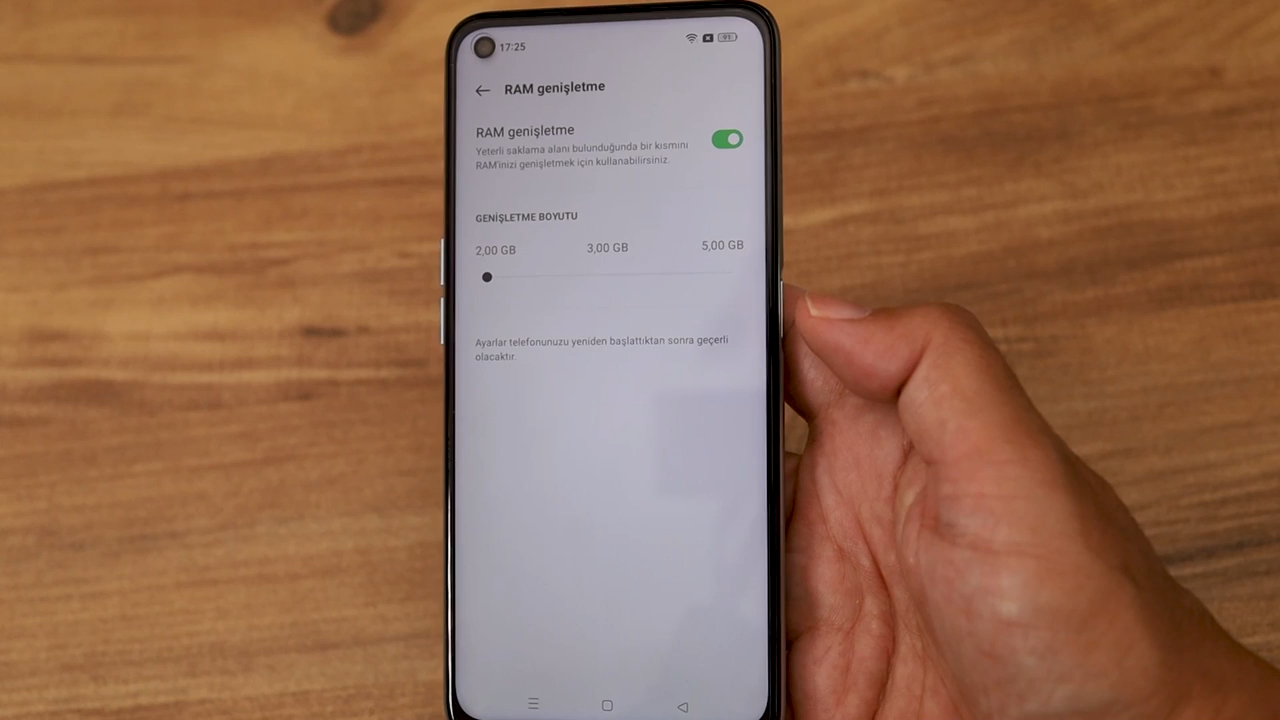 17:25
91
RAM genişletme
RAM genişletme
Yeterli saklama alanı bulunduğunda bir kısmını
RAM'inizi genişletmek için kullanabilirsiniz.
GENİŞLETME BOYUTU
2,00 GB 3,00 GB 5,00 GB
Ayarlar telefonunuzu yeniden başlattıktan sonra geçerli
olacaktır.